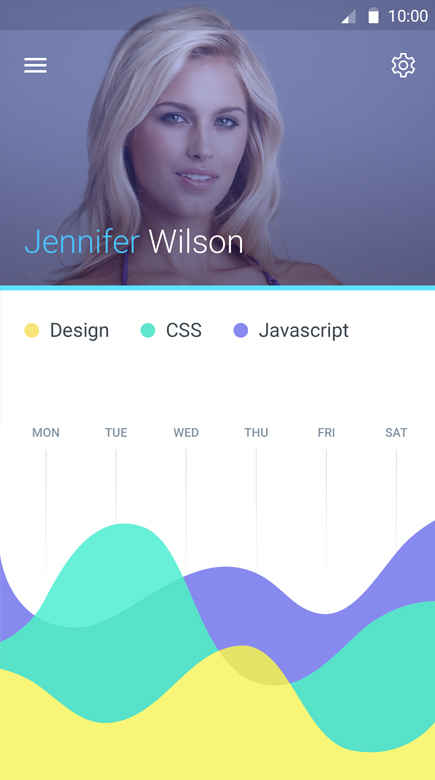 10:00
Jennifer Wilson
Design CSS Javascript
MON TUE WED THU FRI SAT